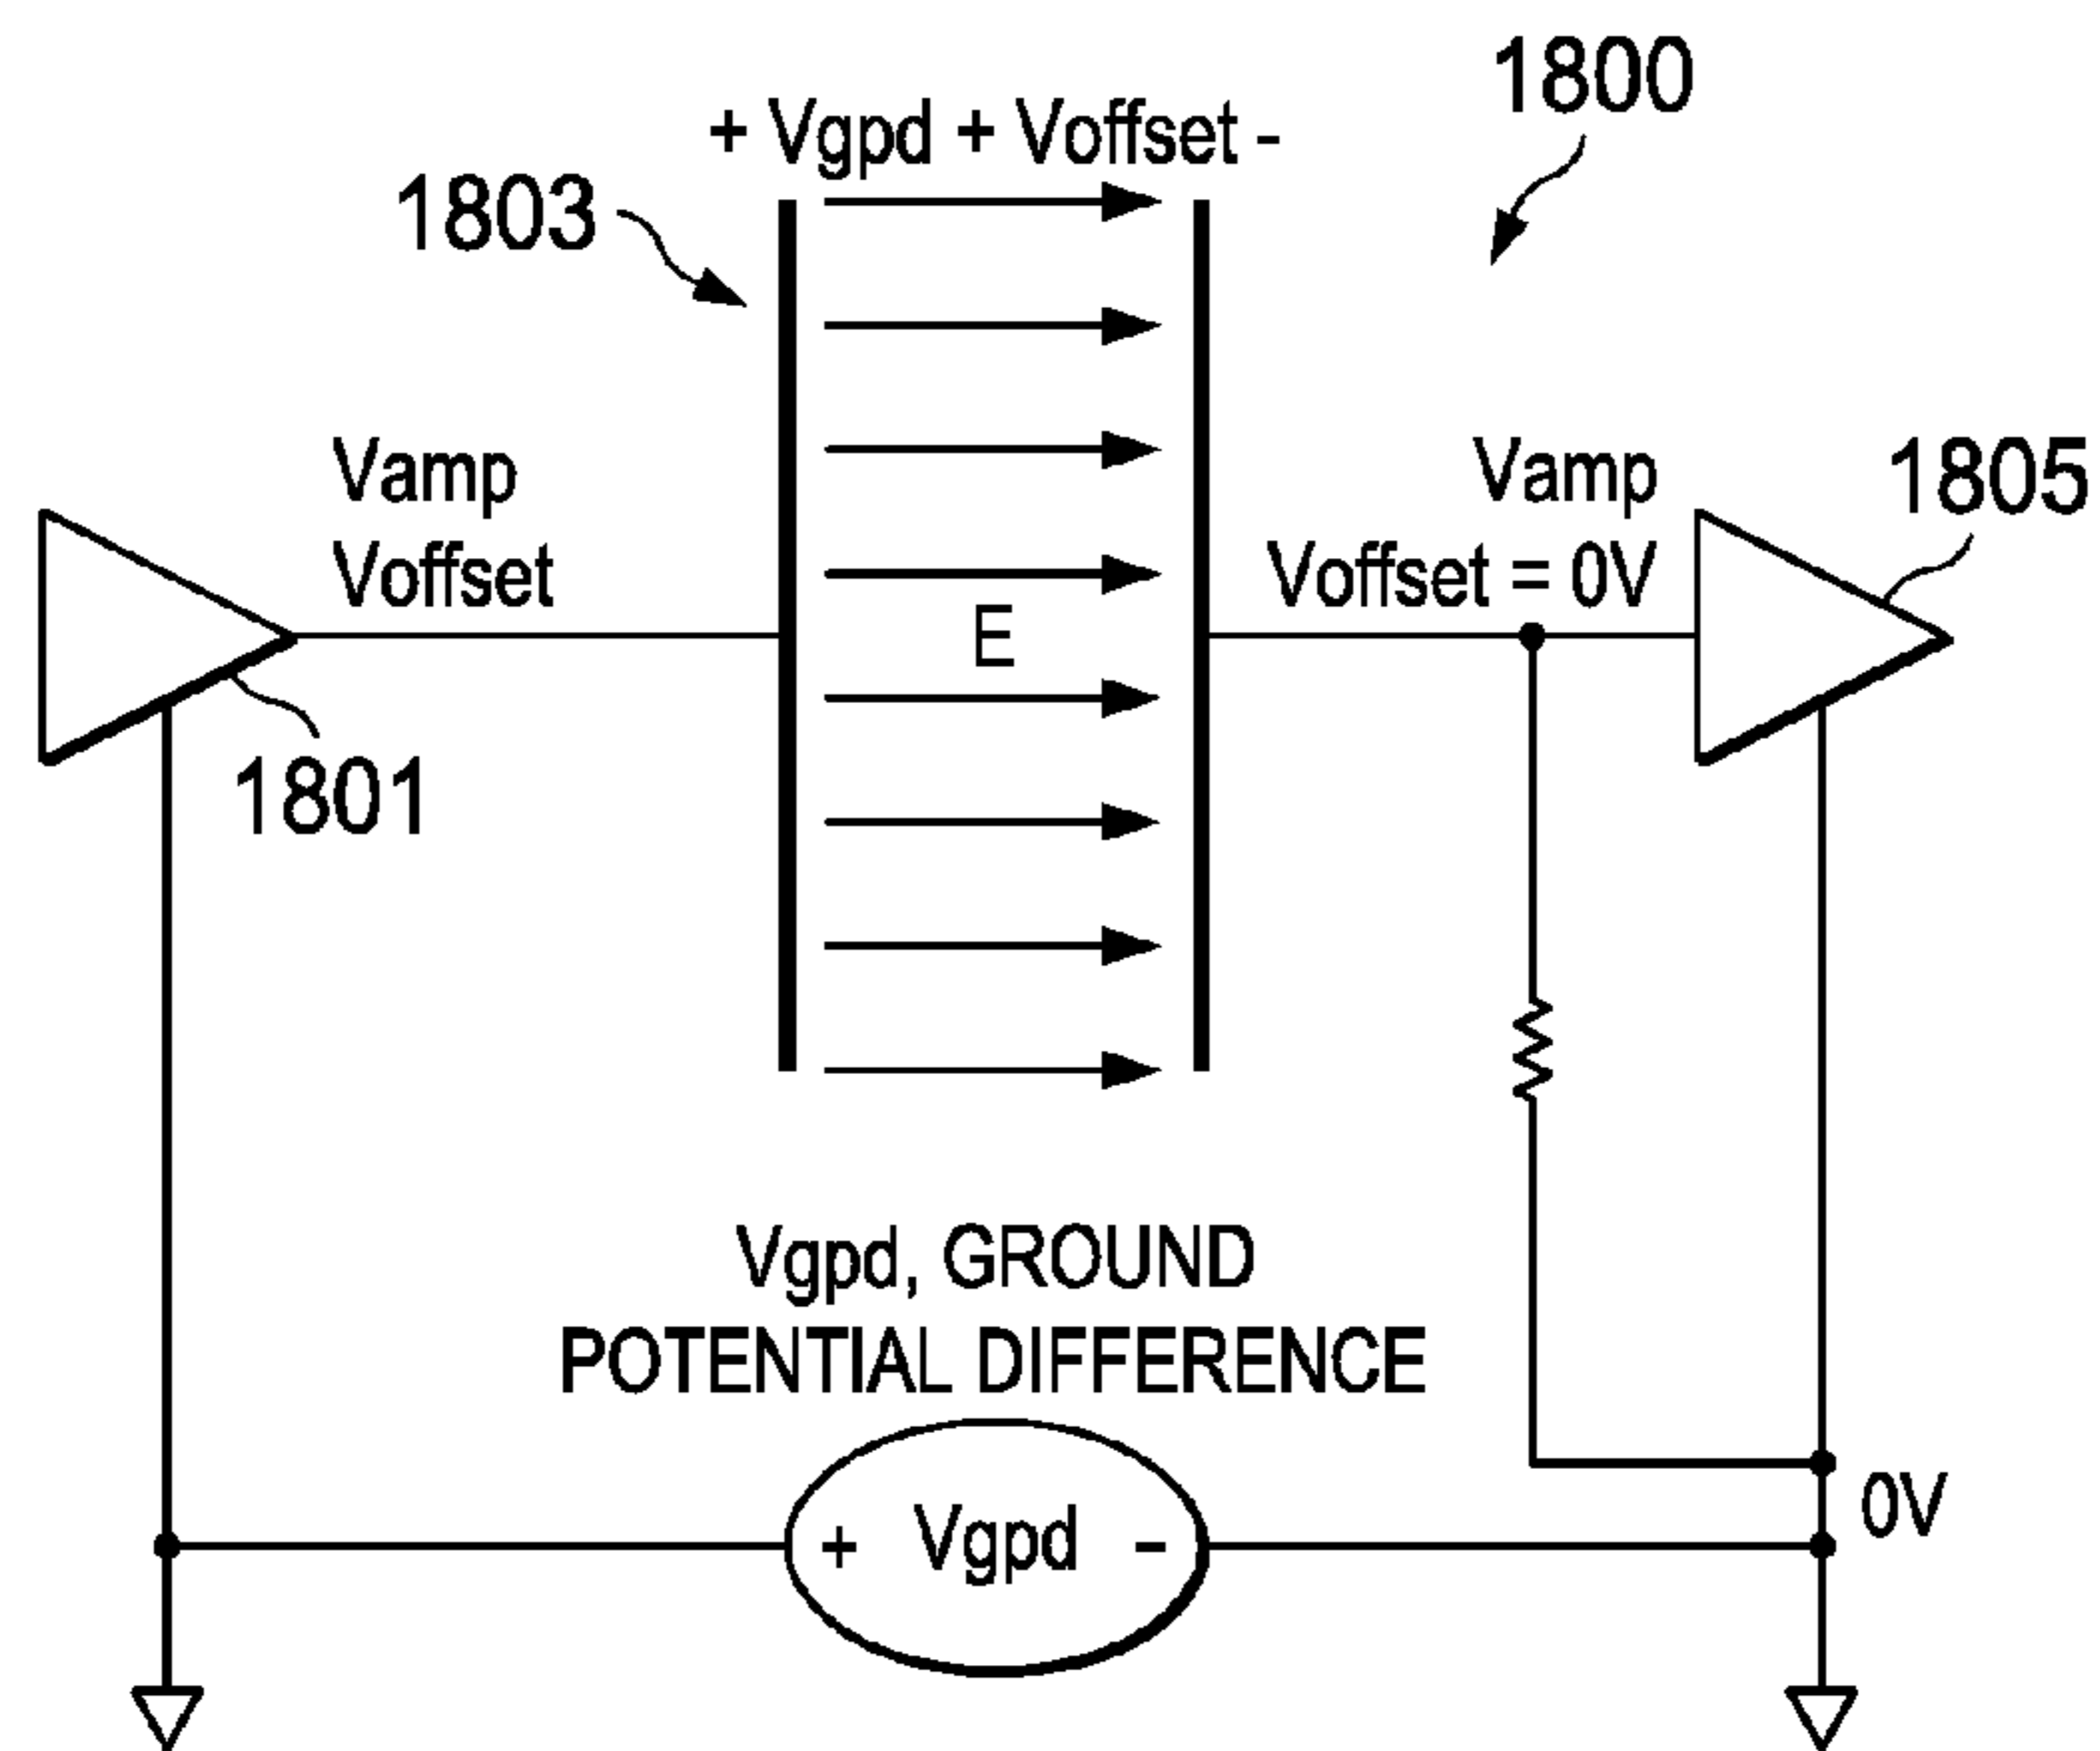 1800
+ Vgpd + Voffset -
1803
Vamp
Voffset
Vamp
Voffset = 0V
1805
E
1801
Vgpd, GROUND
POTENTIAL DIFFERENCE
+ Vgpd -
0V